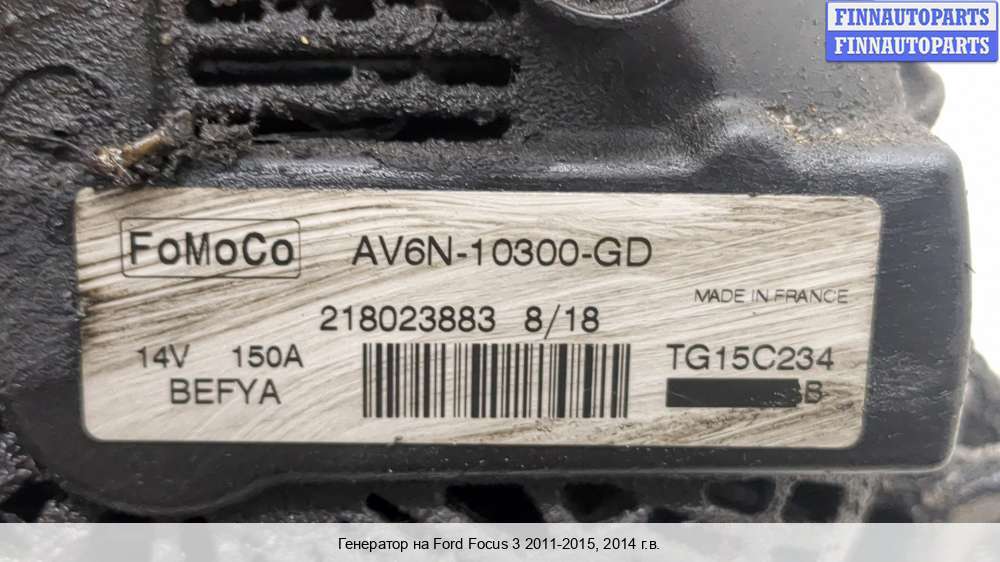 FINNAUTOPARTS
FINNAUTOPARTS
FoMoCo AV6N-10300-GD
MADE IN FRANCE
218023883 8/18
14V 150A TG15C234
BEFYA
Генератор на Ford Focus 3 2011-2015, 2014 г.в.